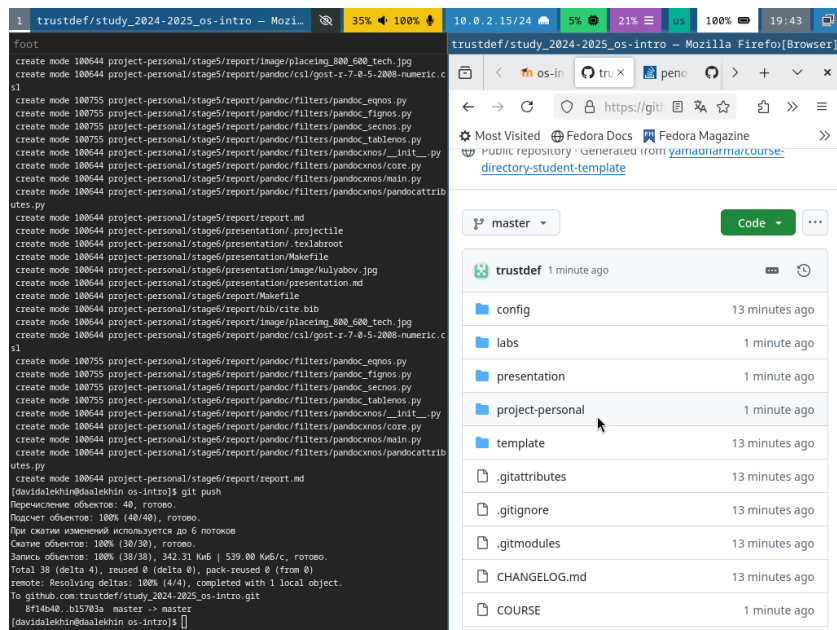 1 trustdef/study_2024-2025_os-intro — Mozi… 35% 100% 10.0.2.15/24 5% 21% us 100% 19:43
foot
create mode 100644 project-personal/stage5/report/image/placeimg_800_600_tech.jpg
create mode 100644 project-personal/stage5/report/pandoc/csl/gost-r-7-0-5-2008-numeric.c
sl
create mode 100755 project-personal/stage5/report/pandoc/filters/pandoc_eqnos.py
create mode 100755 project-personal/stage5/report/pandoc/filters/pandoc_fignos.py
create mode 100755 project-personal/stage5/report/pandoc/filters/pandoc_secnos.py
create mode 100755 project-personal/stage5/report/pandoc/filters/pandoc_tablenos.py
create mode 100644 project-personal/stage5/report/pandoc/filters/pandocxnos/__init__.py
create mode 100644 project-personal/stage5/report/pandoc/filters/pandocxnos/core.py
create mode 100644 project-personal/stage5/report/pandoc/filters/pandocxnos/main.py
create mode 100644 project-personal/stage5/report/pandoc/filters/pandocxnos/pandocattrib
utes.py
create mode 100644 project-personal/stage5/report/report.md
create mode 100644 project-personal/stage6/presentation/.projectile
create mode 100644 project-personal/stage6/presentation/.texlabroot
create mode 100644 project-personal/stage6/presentation/Makefile
create mode 100644 project-personal/stage6/presentation/image/kulyabov.jpg
create mode 100644 project-personal/stage6/presentation/presentation.md
create mode 100644 project-personal/stage6/report/Makefile
create mode 100644 project-personal/stage6/report/bib/cite.bib
create mode 100644 project-personal/stage6/report/image/placeimg_800_600_tech.jpg
create mode 100644 project-personal/stage6/report/pandoc/csl/gost-r-7-0-5-2008-numeric.c
sl
create mode 100755 project-personal/stage6/report/pandoc/filters/pandoc_eqnos.py
create mode 100755 project-personal/stage6/report/pandoc/filters/pandoc_fignos.py
create mode 100755 project-personal/stage6/report/pandoc/filters/pandoc_secnos.py
create mode 100755 project-personal/stage6/report/pandoc/filters/pandoc_tablenos.py
create mode 100644 project-personal/stage6/report/pandoc/filters/pandocxnos/__init__.py
create mode 100644 project-personal/stage6/report/pandoc/filters/pandocxnos/core.py
create mode 100644 project-personal/stage6/report/pandoc/filters/pandocxnos/main.py
create mode 100644 project-personal/stage6/report/pandoc/filters/pandocxnos/pandocattrib
utes.py
create mode 100644 project-personal/stage6/report/report.md
[davidalekhin@daalekhin os-intro]$ git push
Перечисление объектов: 40, готово.
Подсчет объектов: 100% (40/40), готово.
При сжатии изменений используется до 6 потоков
Сжатие объектов: 100% (30/30), готово.
Запись объектов: 100% (38/38), 342.31 КиБ | 539.00 КиБ/с, готово.
Total 38 (delta 4), reused 0 (delta 0), pack-reused 0 (from 0)
remote: Resolving deltas: 100% (4/4), completed with 1 local object.
To github.com:trustdef/study_2024-2025_os-intro.git
8f14b40..b15703a master -> master
[davidalekhin@daalekhin os-intro]$
trustdef/study_2024-2025_os-intro — Mozilla Firefo›[Browser]
os-in tru pend
https://git
Most Visited Fedora Docs Fedora Magazine
Public repository · Generated from yamadharma/course-
directory-student-template
master Code
trustdef 1 minute ago
config 13 minutes ago
labs 1 minute ago
presentation 1 minute ago
project-personal 1 minute ago
template 13 minutes ago
.gitattributes 13 minutes ago
.gitignore 13 minutes ago
.gitmodules 13 minutes ago
CHANGELOG.md 13 minutes ago
COURSE 1 minute ago